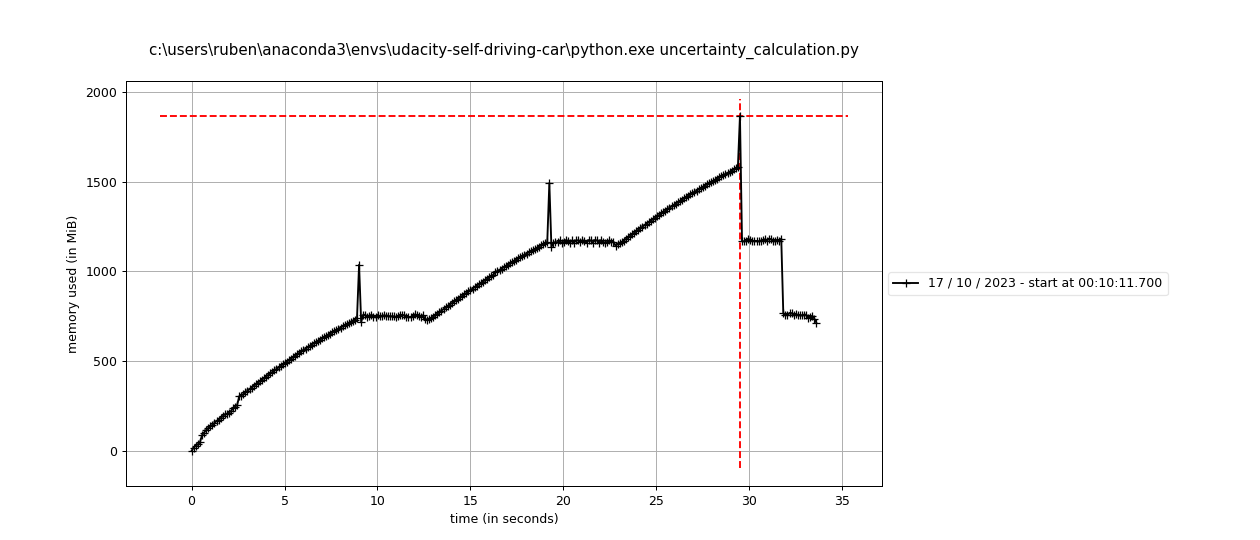 c:\users\ruben\anaconda3\envs\udacity-self-driving-car\python.exe uncertainty_calculation.py
memory used (in MiB)
2000
1500
1000
500
0
0 5 10 15 20 25 30 35
time (in seconds)
17 / 10 / 2023 - start at 00:10:11.700